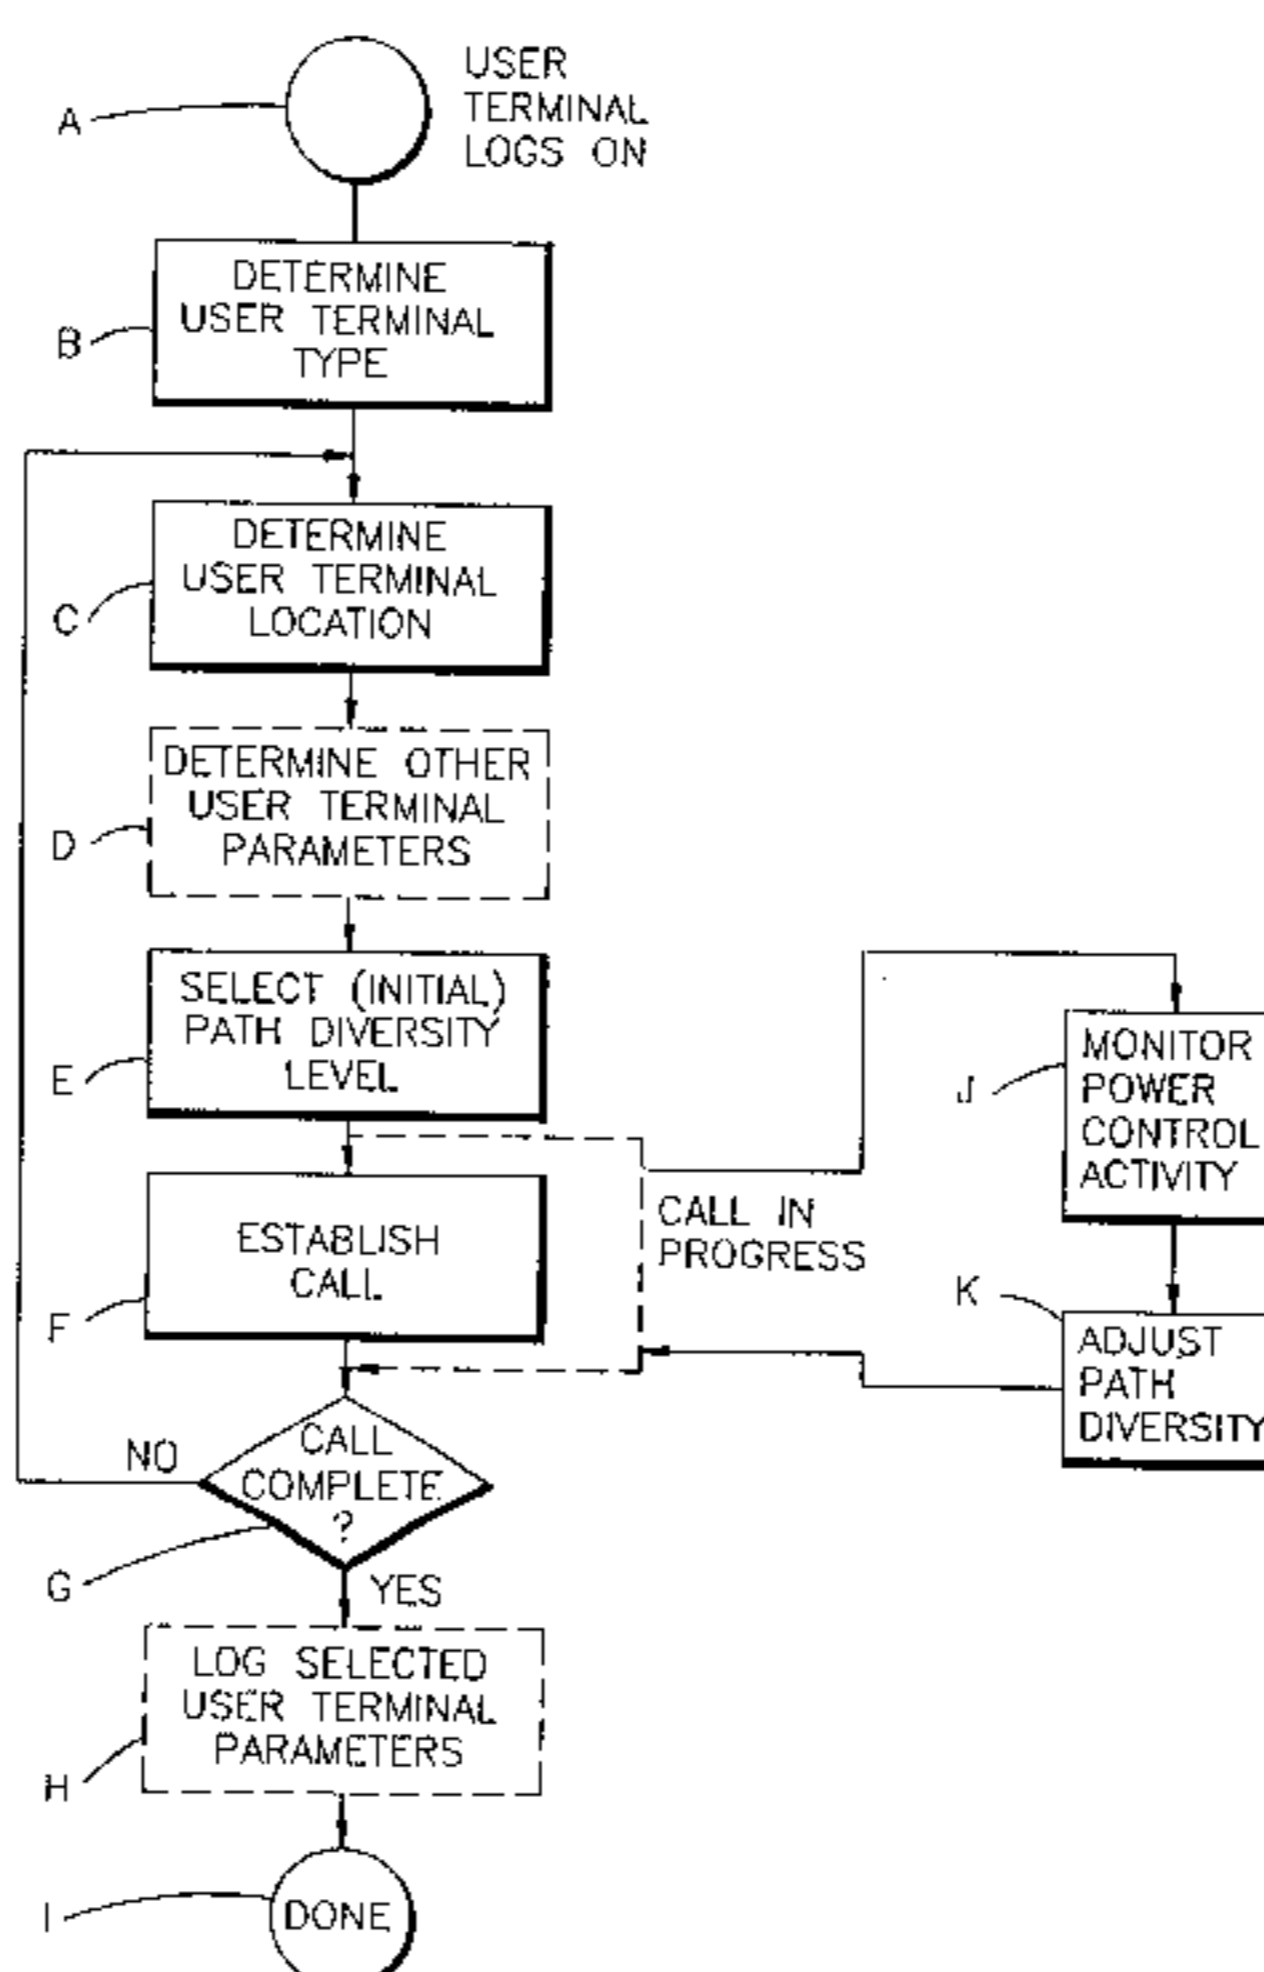 A
USER
TERMINAL
LOGS ON
B
DETERMINE
USER TERMINAL
TYPE
C
DETERMINE
USER TERMINAL
LOCATION
D
DETERMINE OTHER
USER TERMINAL
PARAMETERS
E
SELECT (INITIAL)
PATH DIVERSITY
LEVEL
F
ESTABLISH
CALL
CALL IN
PROGRESS
J
MONITOR
POWER
CONTROL
ACTIVITY
K
ADJUST
PATH
DIVERSITY
G
NO
CALL
COMPLETE
?
YES
H
LOG SELECTED
USER TERMINAL
PARAMETERS
I
DONE